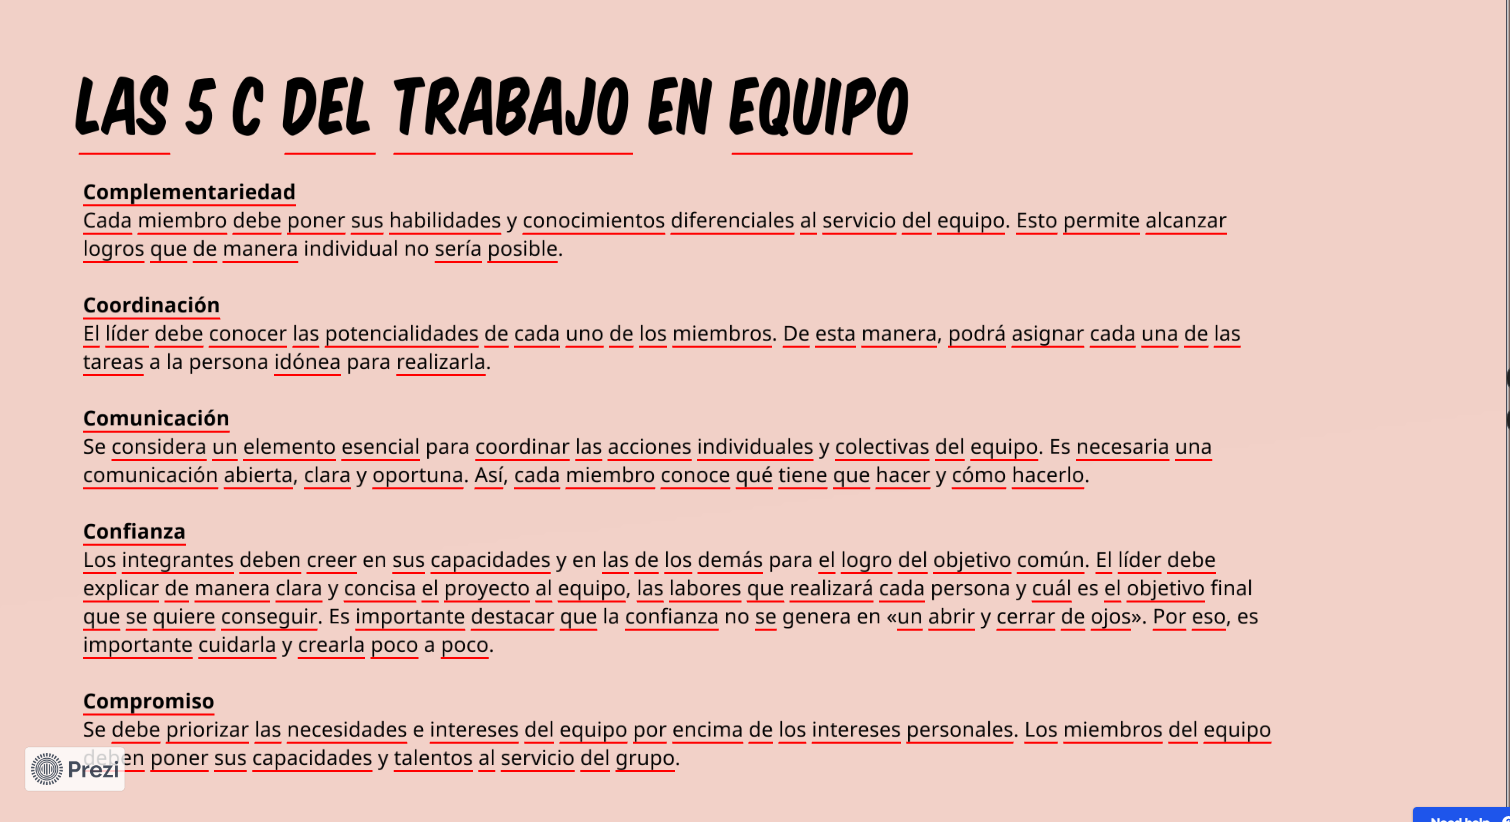 LAS 5 C DEL TRABAJO EN EQUIPO
Complementariedad
Cada miembro debe poner sus habilidades y conocimientos diferenciales al servicio del equipo. Esto permite alcanzar
logros que de manera individual no sería posible.
Coordinación
El líder debe conocer las potencialidades de cada uno de los miembros. De esta manera, podrá asignar cada una de las
tareas a la persona idónea para realizarla.
Comunicación
Se considera un elemento esencial para coordinar las acciones individuales y colectivas del equipo. Es necesaria una
comunicación abierta, clara y oportuna. Así, cada miembro conoce qué tiene que hacer y cómo hacerlo.
Confianza
Los integrantes deben creer en sus capacidades y en las de los demás para el logro del objetivo común. El líder debe
explicar de manera clara y concisa el proyecto al equipo, las labores que realizará cada persona y cuál es el objetivo final
que se quiere conseguir. Es importante destacar que la confianza no se genera en «un abrir y cerrar de ojos». Por eso, es
importante cuidarla y crearla poco a poco.
Compromiso
Se debe priorizar las necesidades e intereses del equipo por encima de los intereses personales. Los miembros del equipo
deben poner sus capacidades y talentos al servicio del grupo.
Prezi
Need help